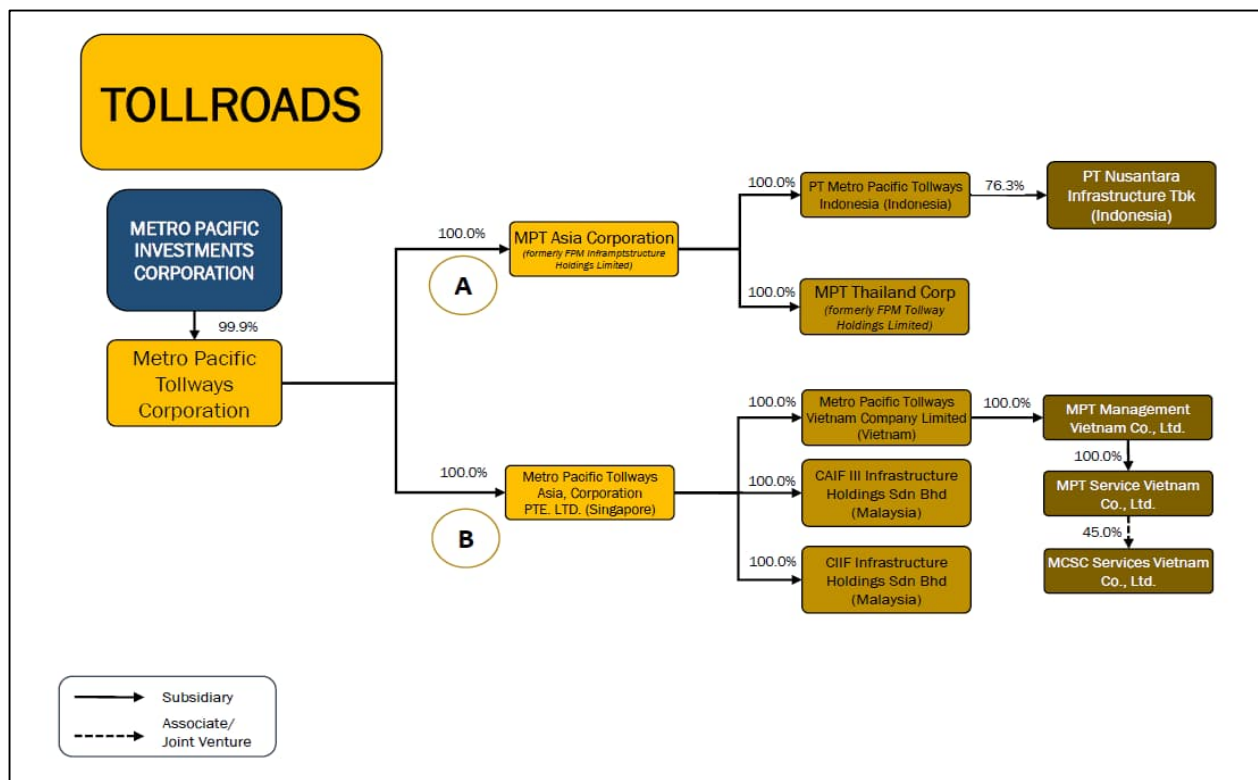 TOLLROADS
METRO PACIFIC
INVESTMENTS
CORPORATION
99.9%
Metro Pacific
Tollways
Corporation
100.0%
A
MPT Asia Corporation
(formerly FPM Inframptstructure
Holdings Limited)
100.0%
PT Metro Pacific Tollways
Indonesia (Indonesia)
76.3%
PT Nusantara
Infrastructure Tbk
(Indonesia)
100.0%
MPT Thailand Corp
(formerly FPM Tollway
Holdings Limited)
100.0%
B
Metro Pacific Tollways
Asia, Corporation
PTE. LTD. (Singapore)
100.0%
Metro Pacific Tollways
Vietnam Company Limited
(Vietnam)
100.0%
MPT Management
Vietnam Co., Ltd.
100.0%
MPT Service Vietnam
Co., Ltd.
45.0%
MCSC Services Vietnam
Co., Ltd.
100.0%
CAIF III Infrastructure
Holdings Sdn Bhd
(Malaysia)
100.0%
CIIF Infrastructure
Holdings Sdn Bhd
(Malaysia)
Subsidiary
Associate/
Joint Venture